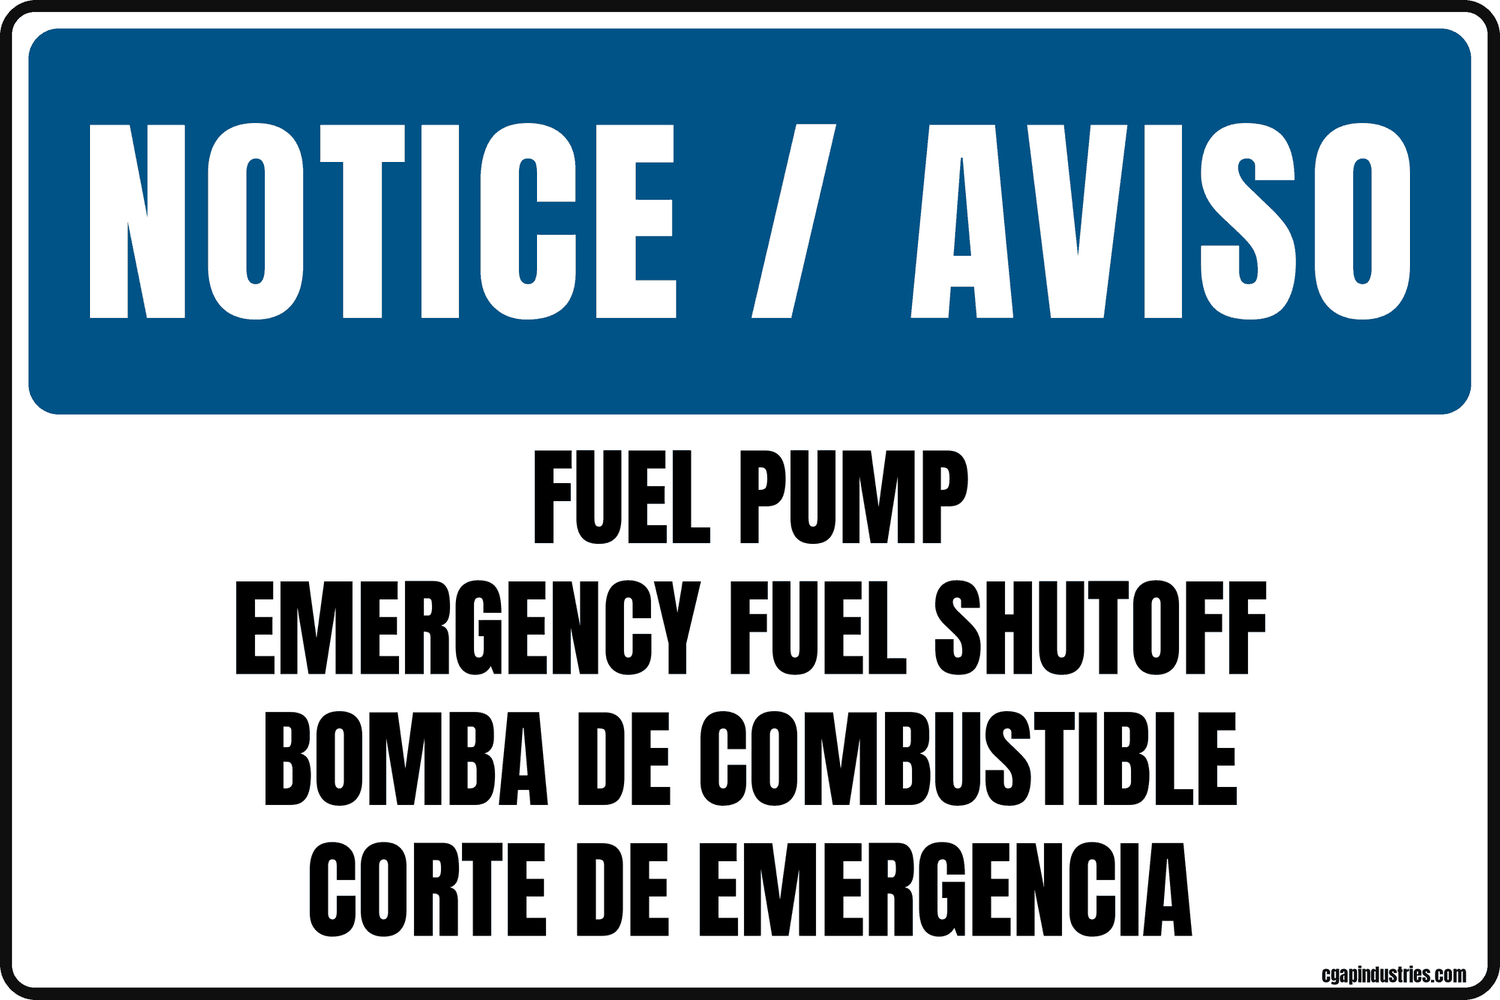 NOTICE / AVISO
FUEL PUMP
EMERGENCY FUEL SHUTOFF
BOMBA DE COMBUSTIBLE
CORTE DE EMERGENCIA
cgapindustries.com